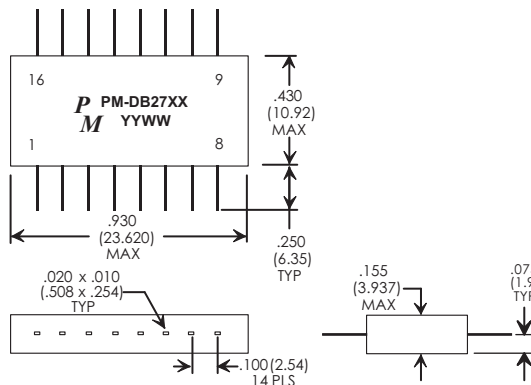 16 9
P M PM-DB27XX
YYWW
1 8
.430
(10.92)
MAX
.930
(23.620)
MAX
.250
(6.35)
TYP
.020 x .010
(.508 x .254)
TYP
.100(2.54)
14 PLS
.155
(3.937)
MAX